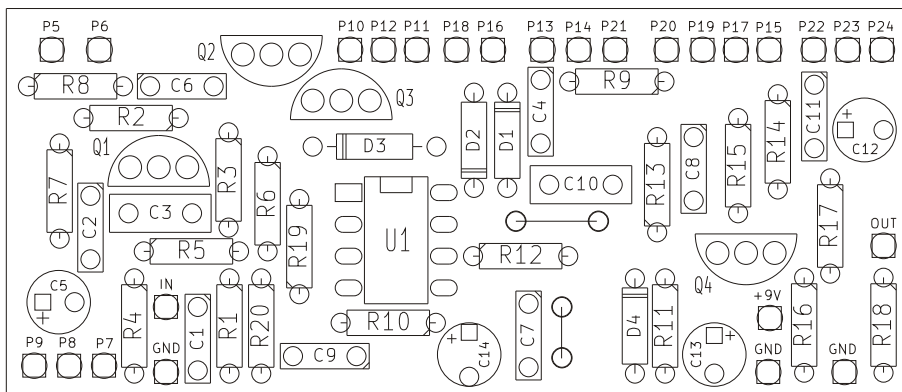 P5 P6 P10 P12 P11 P18 P16 P13 P14 P21 P20 P19 P17 P15 P22 P23 P24
Q2
R8 C6 R9
Q3 C4 C11
R2 D2 D1 R14
+ C12
Q1 D3 R15
R7 R3 C8
R6 C10 R13
C2 C3 R17
R19 U1 OUT
R5 R12
C5 + IN Q4 +9V
R4 C1 R1 R20 R10 C7 D4 R11 R16 R18
+ C14 + C13
P9 P8 P7 GND C9 GND GND